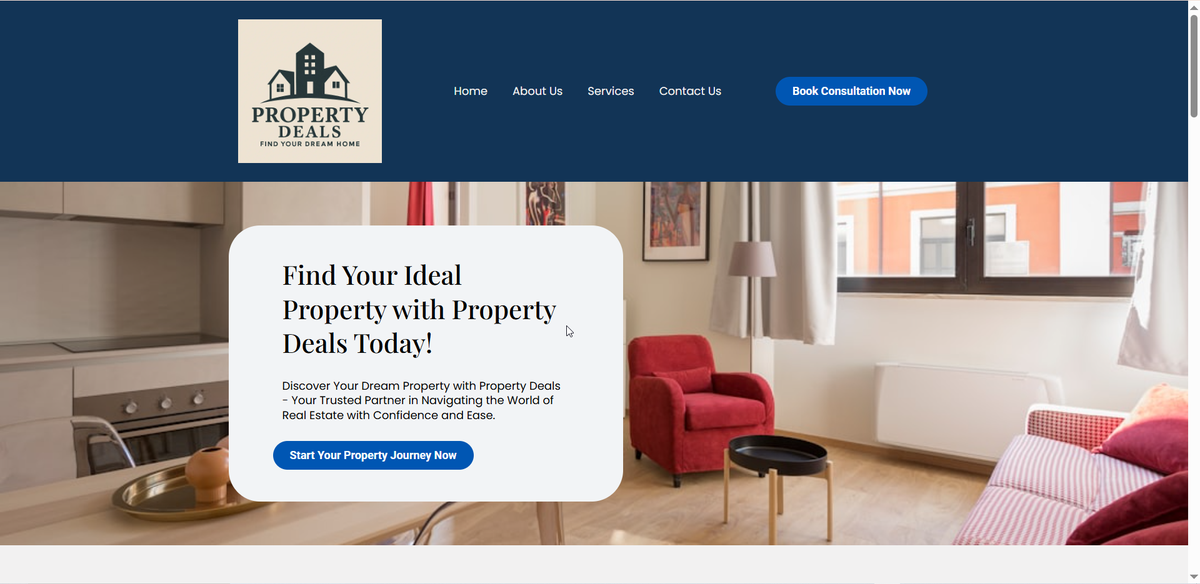 PROPERTY
DEALS
FIND YOUR DREAM HOME
Home About Us Services Contact Us Book Consultation Now
Find Your Ideal
Property with Property
Deals Today!
Discover Your Dream Property with Property Deals
- Your Trusted Partner in Navigating the World of
Real Estate with Confidence and Ease.
Start Your Property Journey Now